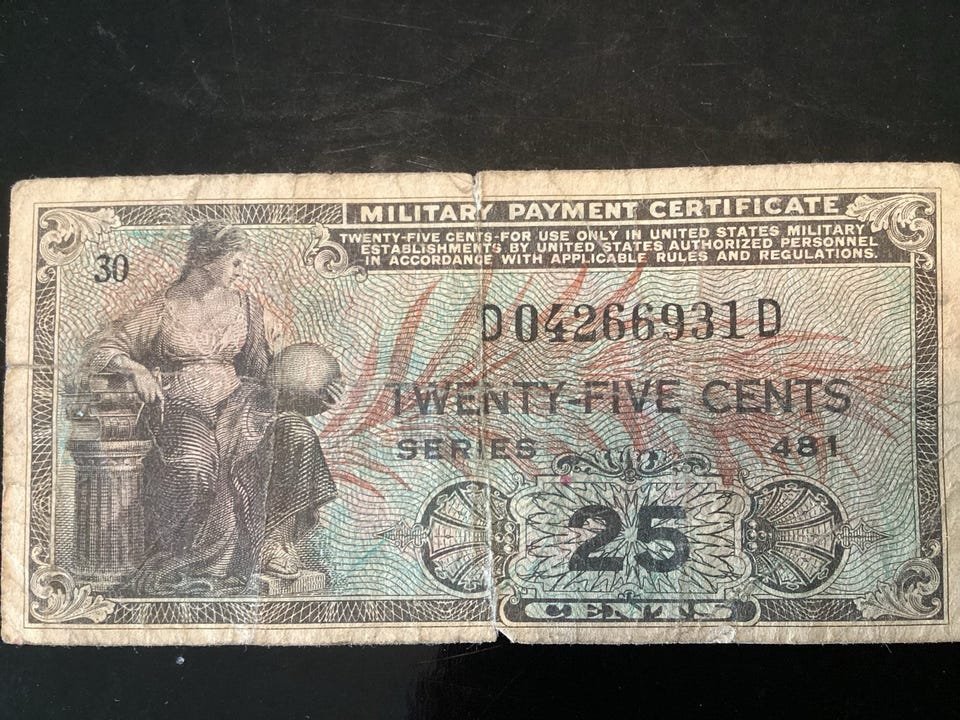 MILITARY PAYMENT CERTIFICATE
TWENTY-FIVE CENTS-FOR USE ONLY IN UNITED STATES MILITARY
ESTABLISHMENTS BY UNITED STATES AUTHORIZED PERSONNEL
IN ACCORDANCE WITH APPLICABLE RULES AND REGULATIONS.
30
D04266931D
TWENTY-FIVE CENTS
SERIES 481
25
CENTS